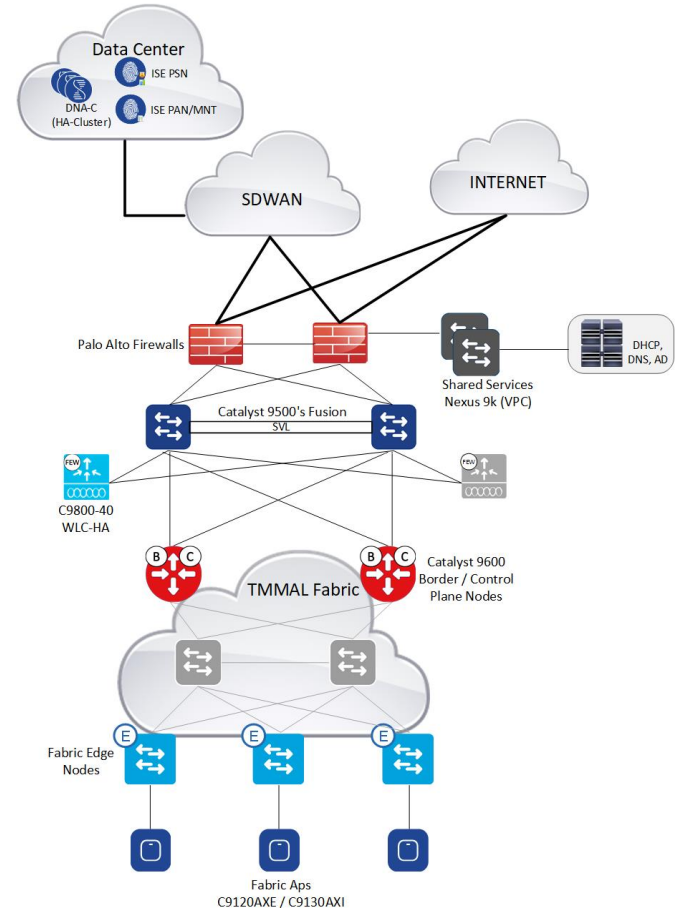 Data Center
ISE PSN
DNA-C
(HA-Cluster)
ISE PAN/MNT
SDWAN
INTERNET
Palo Alto Firewalls
Shared Services
Nexus 9k (VPC)
DHCP,
DNS, AD
Catalyst 9500's Fusion
SVL
FEW
C9800-40
WLC-HA
FEW
B C
B C
Catalyst 9600
Border / Control
Plane Nodes
TMMAL Fabric
E
E
E
Fabric Edge
Nodes
Fabric Aps
C9120AXE / C9130AXI